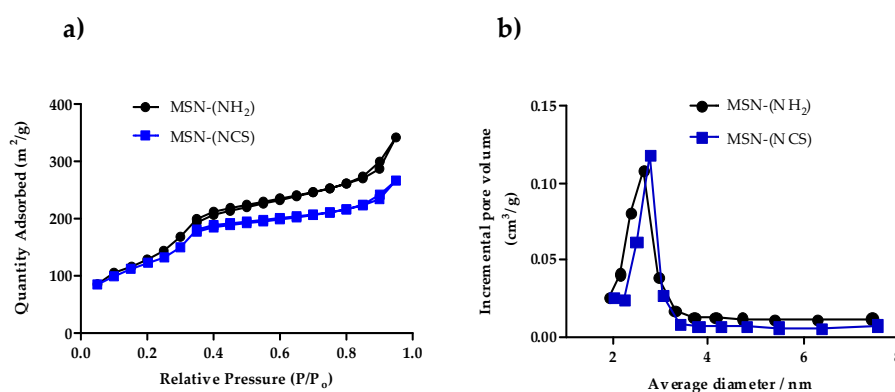 a)
MSN-(NH₂)
MSN-(NCS)
Quantity Adsorbed (m²/g)
400
300
200
100
0
0.0 0.2 0.4 0.6 0.8 1.0
Relative Pressure (P/Pₒ)
b)
MSN-(NH₂)
MSN-(NCS)
Incremental pore volume
(cm³/g)
0.15
0.10
0.05
0.00
2 4 6 8
Average diameter / nm